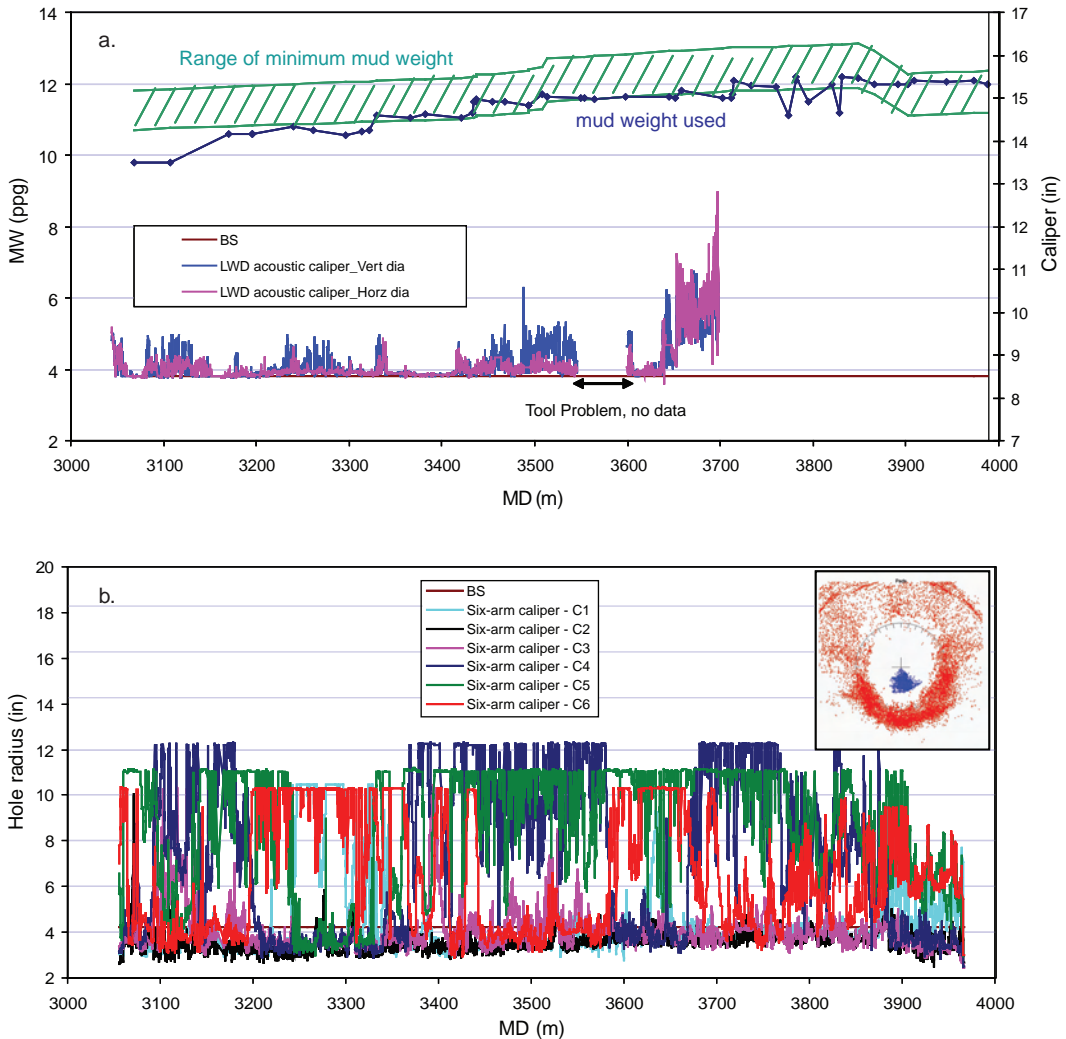 a.
Range of minimum mud weight
mud weight used
14
12
10
8
6
4
2
MW (ppg)
17
16
15
14
13
12
11
10
9
8
7
Caliper (in)
BS
LWD acoustic caliper_Vert dia
LWD acoustic caliper_Horz dia
Tool Problem, no data
3000 3100 3200 3300 3400 3500 3600 3700 3800 3900 4000
MD (m)
b.
20
18
16
14
12
10
8
6
4
2
Hole radius (in)
BS
Six-arm caliper - C1
Six-arm caliper - C2
Six-arm caliper - C3
Six-arm caliper - C4
Six-arm caliper - C5
Six-arm caliper - C6
3000 3100 3200 3300 3400 3500 3600 3700 3800 3900 4000
MD (m)